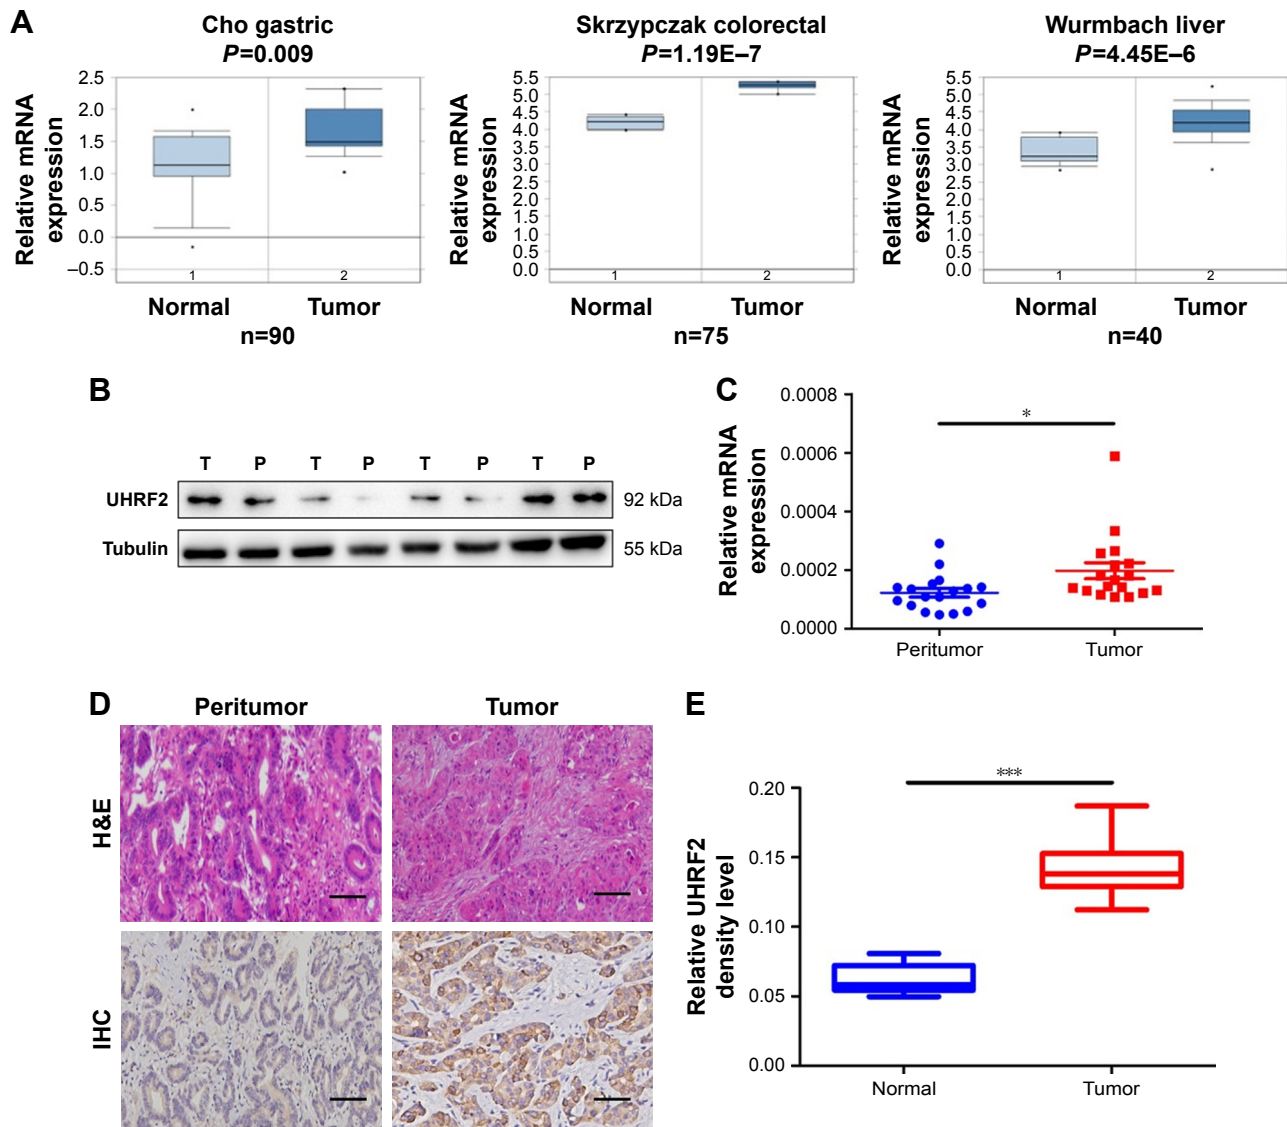 A
Cho gastric
P=0.009
Relative mRNA
expression
2.5
2.0
1.5
1.0
0.5
0.0
–0.5
1
2
Normal
Tumor
n=90
Skrzypczak colorectal
P=1.19E–7
Relative mRNA
expression
5.5
5.0
4.5
4.0
3.5
3.0
2.5
2.0
1.5
1.0
0.5
0.0
1
2
Normal
Tumor
n=75
Wurmbach liver
P=4.45E–6
Relative mRNA
expression
5.5
5.0
4.5
4.0
3.5
3.0
2.5
2.0
1.5
1.0
0.5
0.0
1
2
Normal
Tumor
n=40
B
T P T P T P T P
UHRF2
92 kDa
Tubulin
55 kDa
C
Relative mRNA
expression
0.0008
0.0006
0.0004
0.0002
0.0000
*
Peritumor
Tumor
D
Peritumor
Tumor
H&E
IHC
E
Relative UHRF2
density level
0.20
0.15
0.10
0.05
0.00
***
Normal
Tumor